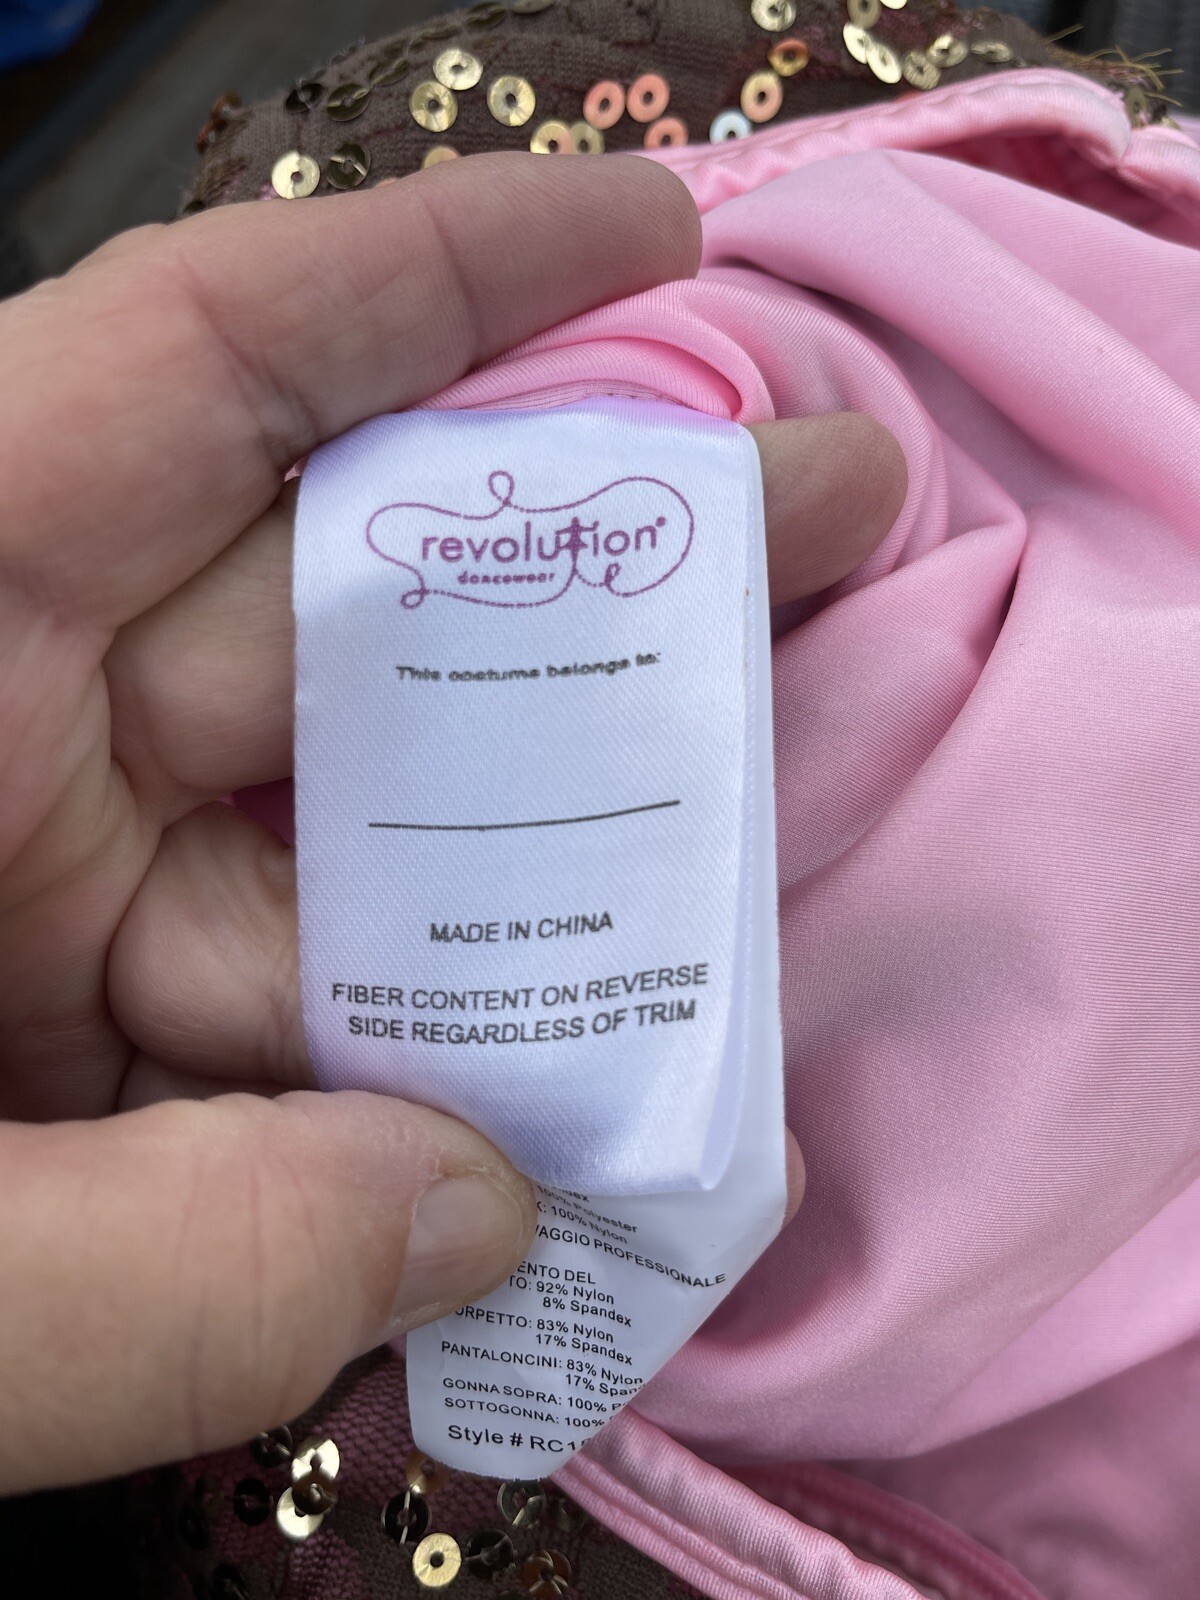 revolution®
dancewear
This costume belongs to:
MADE IN CHINA
FIBER CONTENT ON REVERSE
SIDE REGARDLESS OF TRIM
100% Polyester
100% Nylon
PROFESSIONALE
DEL
92% Nylon
8% Spandex
83% Nylon
17% Spandex
PANTALONCINI: 83% Nylon
17%
GONNA SOPRA: 100%
SOTTOGONNA: 100%
Style #